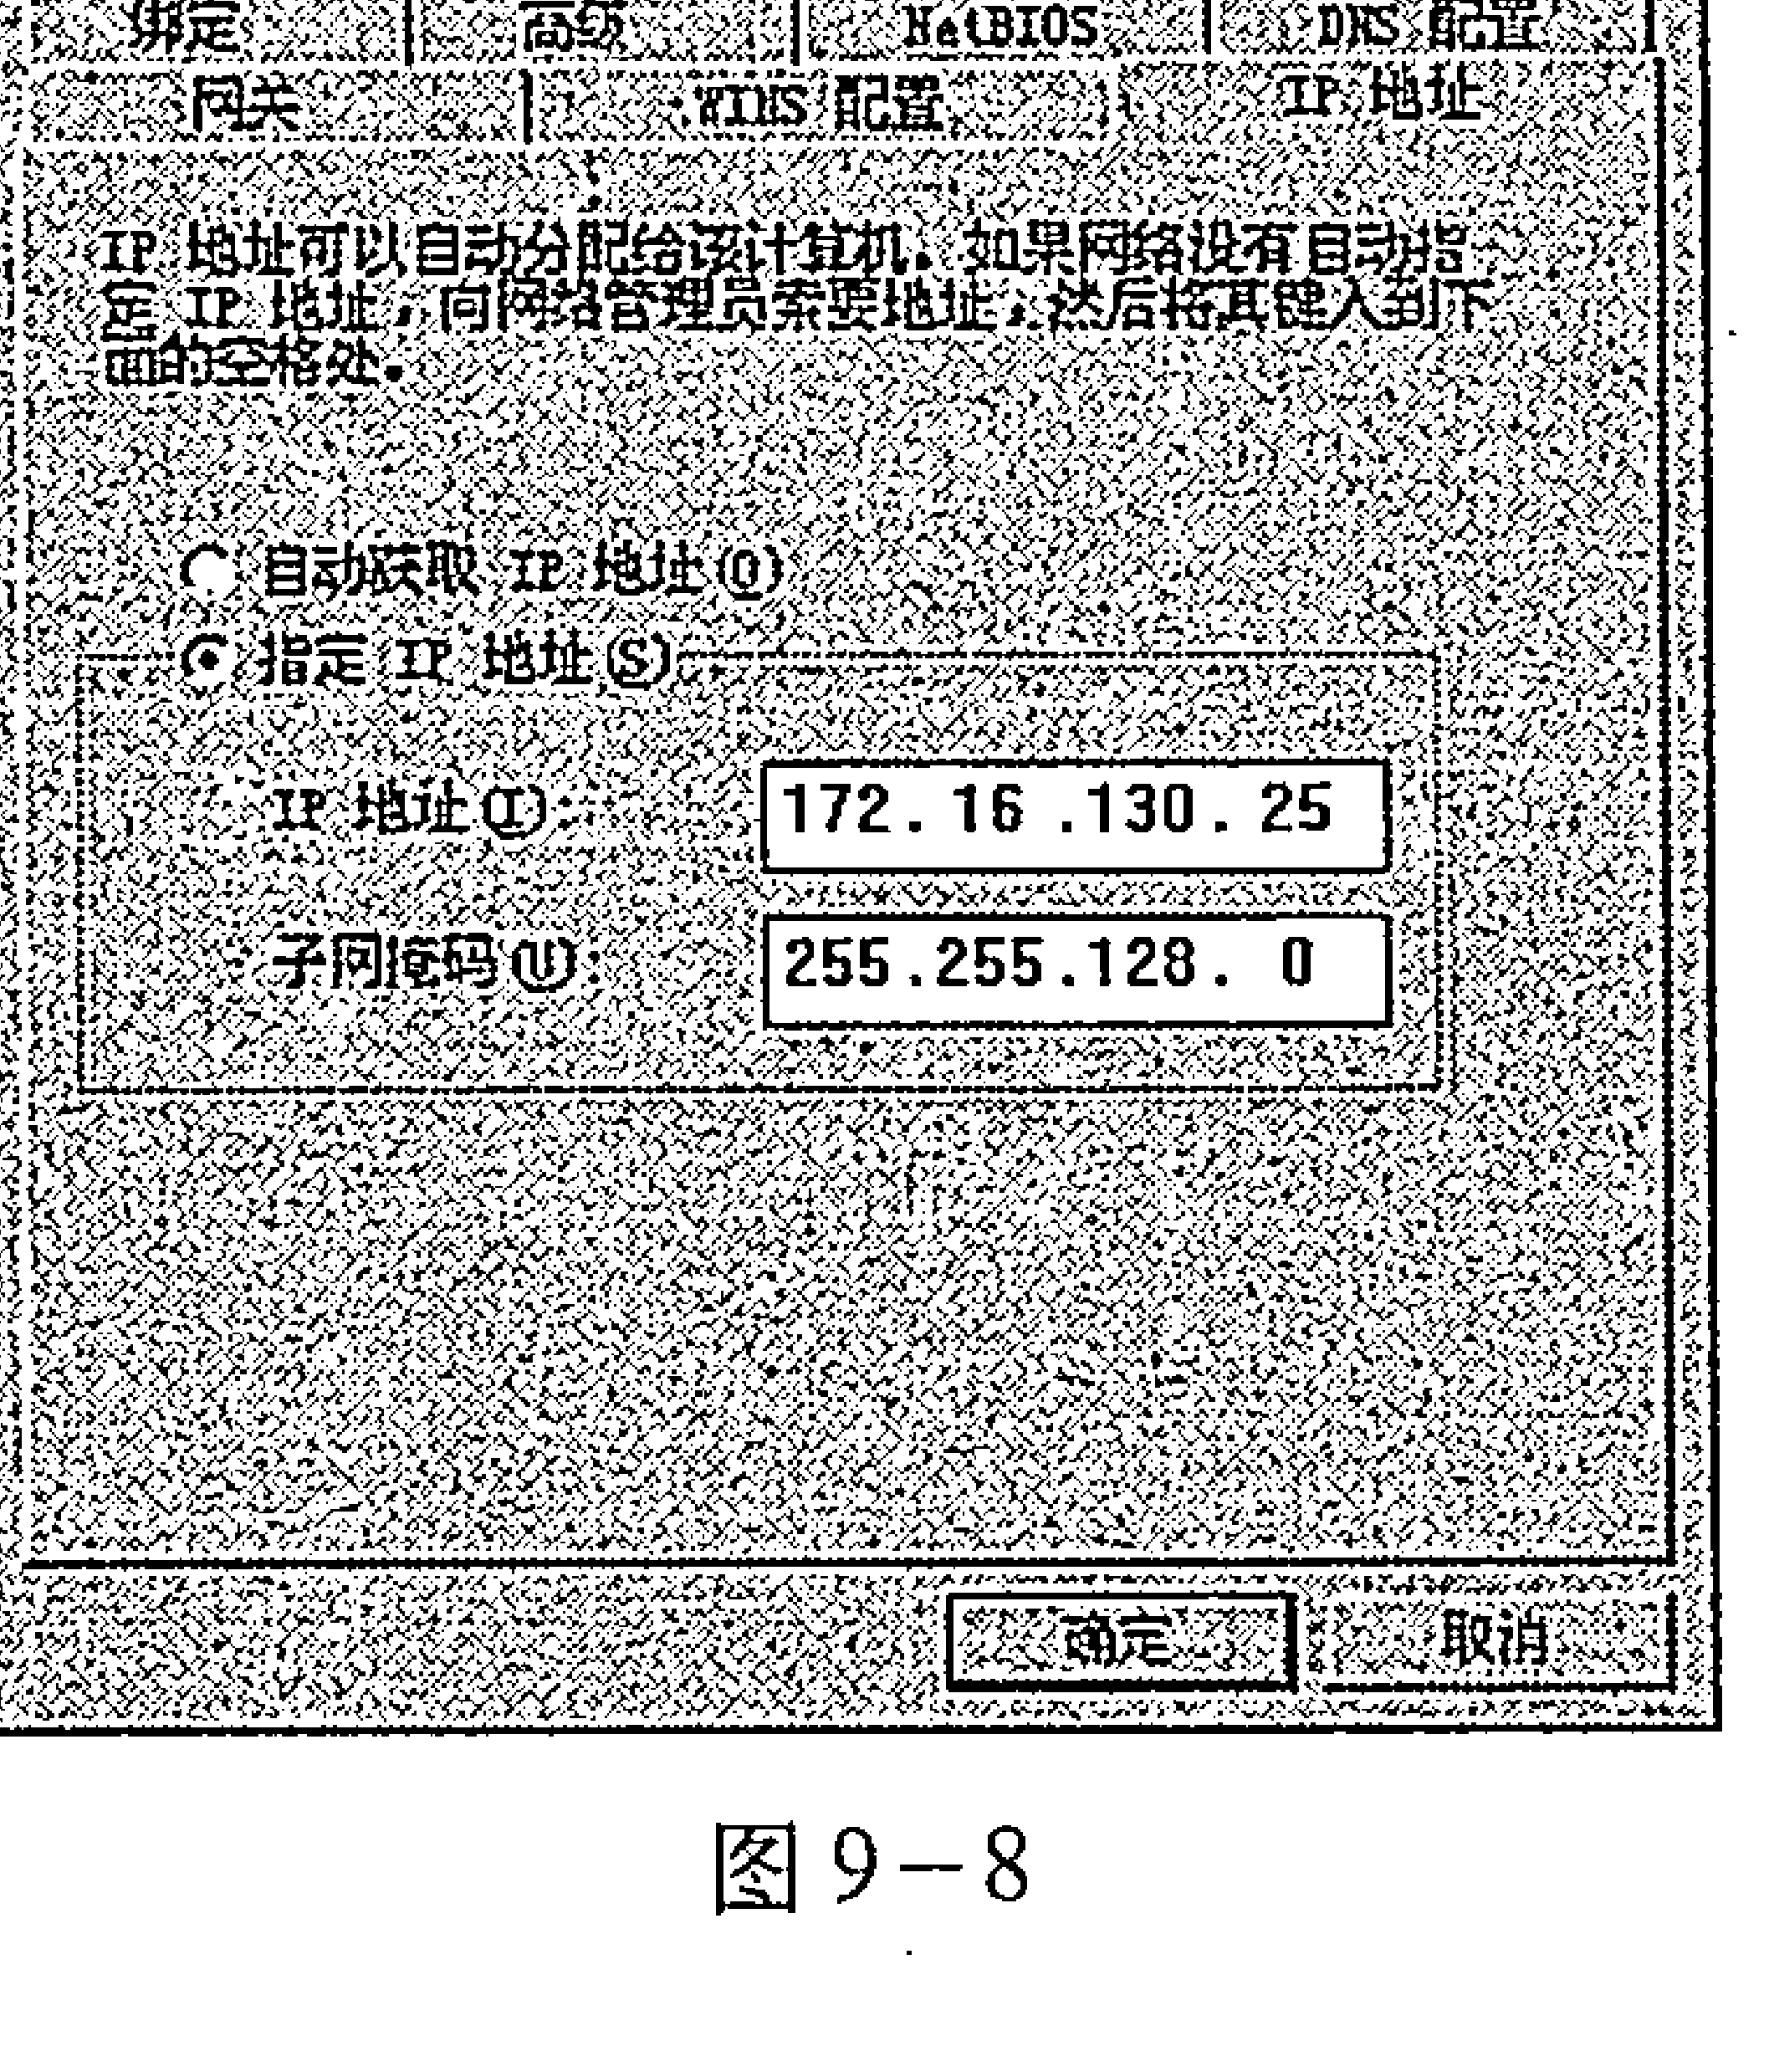 绑定 高级 NetBIOS DNS 配置
网关 WINS 配置 IP 地址
IP 地址可以自动分配给该计算机。如果网络没有自动指
定 IP 地址，向网络管理员索要地址，然后将其键入到下
面的空格处。
自动获取 IP 地址(O)
指定 IP 地址(S)
IP 地址(I):
172. 16 .130. 25
子网掩码(U):
255.255.128. 0
确定 取消
图 9-8